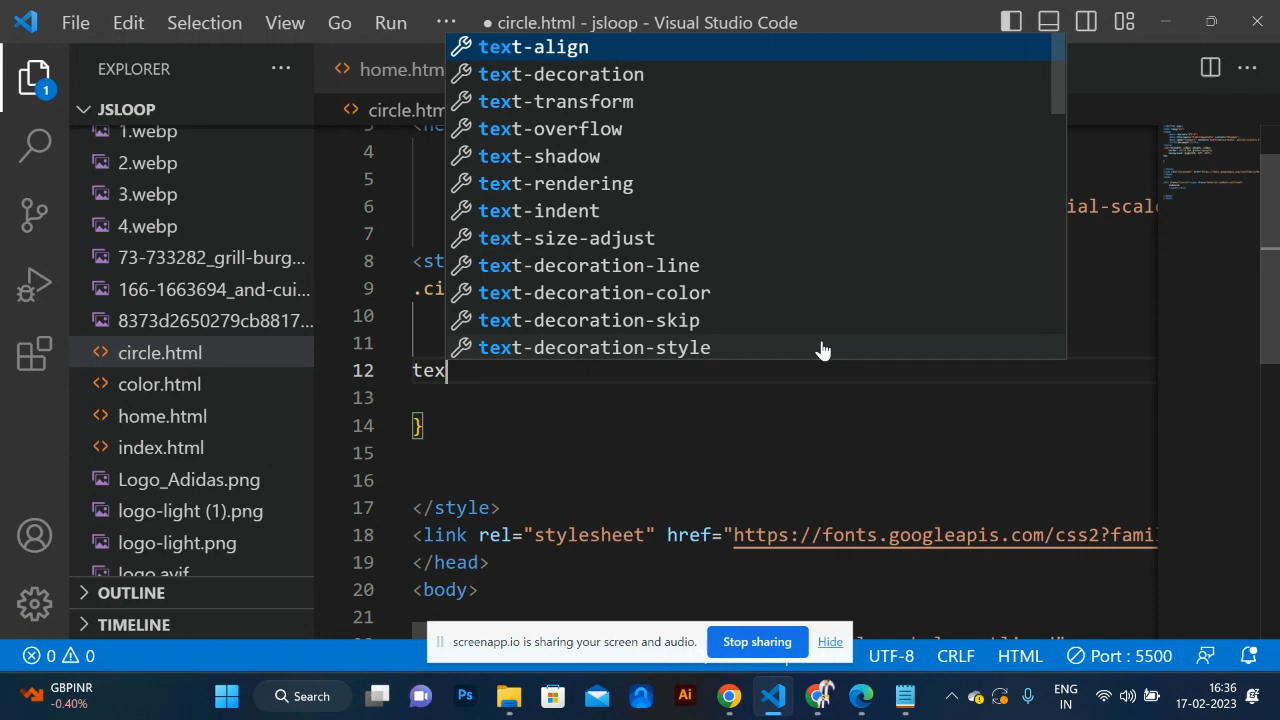 File Edit Selection View Go Run ··· ● circle.html - jsloop - Visual Studio Code
EXPLORER ···
JSLOOP
1.webp
2.webp
3.webp
4.webp
73-733282_grill-burg...
166-1663694_and-cui...
8373d2650279cb8817...
circle.html
color.html
home.html
index.html
Logo_Adidas.png
logo-light (1).png
logo-light.png
logo.avif
OUTLINE
TIMELINE
home.htm
circle.htm
text-align
text-decoration
text-transform
text-overflow
text-shadow
text-rendering
text-indent
text-size-adjust
text-decoration-line
text-decoration-color
text-decoration-skip
text-decoration-style
4
5
6 ial-scale
7
8 <st
9 .ci
10
11
12 tex
13
14 }
15
16
17 </style>
18 <link rel="stylesheet" href="https://fonts.googleapis.com/css2?fami
19 </head>
20 <body>
21
screenapp.io is sharing your screen and audio. Stop sharing Hide
0 0 UTF-8 CRLF HTML Port : 5500
GBPINR
-0.40%
Search
Ps
Ai
ENG
IN
16:36
17-02-2023
1